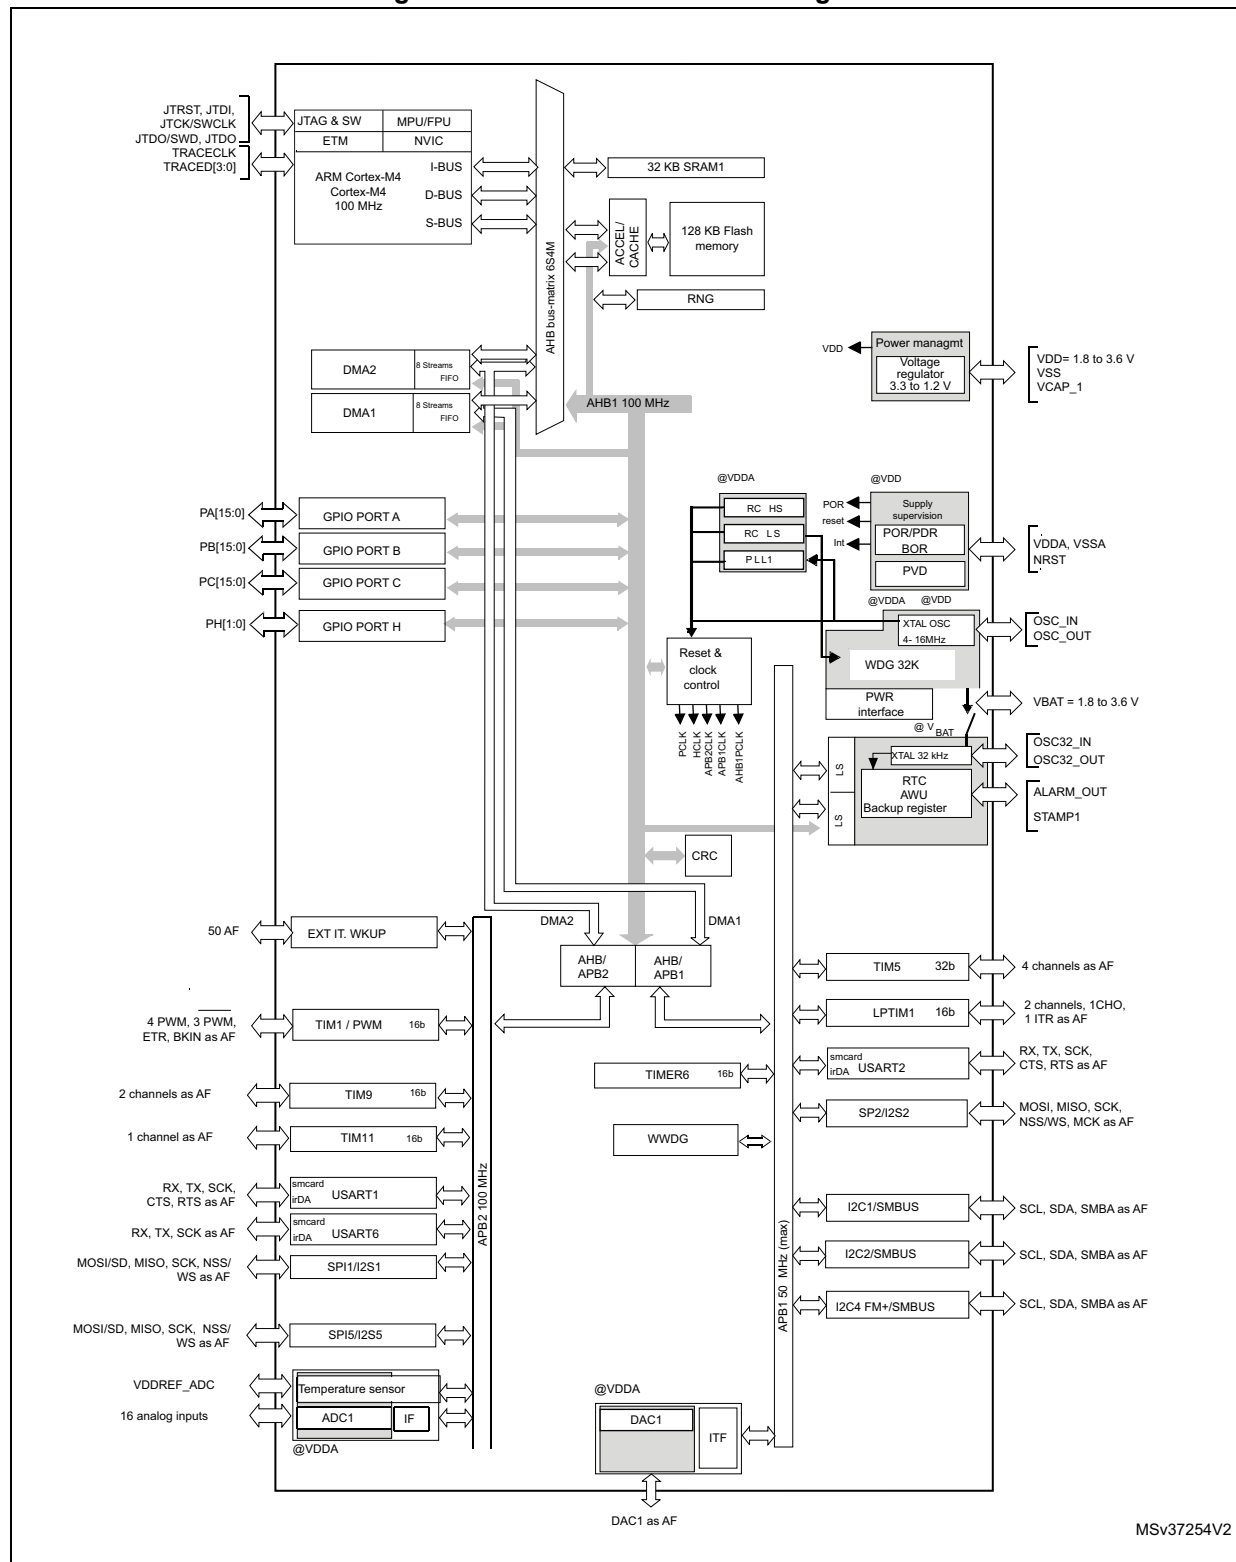 JTRST, JTDI,
JTCK/SWCLK
JTDO/SWD, JTDO
TRACECLK
TRACED[3:0]
JTAG & SW
MPU/FPU
ETM
NVIC
ARM Cortex-M4
Cortex-M4
100 MHz
I-BUS
D-BUS
S-BUS
AHB bus-matrix 6S4M
32 KB SRAM1
ACCEL/
CACHE
128 KB Flash
memory
RNG
DMA2
8 Streams
FIFO
DMA1
8 Streams
FIFO
AHB1 100 MHz
VDD
Power managmt
Voltage
regulator
3.3 to 1.2 V
VDD= 1.8 to 3.6 V
VSS
VCAP_1
@VDDA
RC HS
RC LS
PLL1
@VDD
POR
reset
Int
Supply
supervision
POR/PDR
BOR
PVD
VDDA, VSSA
NRST
PA[15:0]
GPIO PORT A
PB[15:0]
GPIO PORT B
PC[15:0]
GPIO PORT C
PH[1:0]
GPIO PORT H
@VDDA
@VDD
XTAL OSC
4- 16MHz
OSC_IN
OSC_OUT
WDG 32K
Reset &
clock
control
PCLK
HCLK
APB2CLK
APB1CLK
AHB1PCLK
PWR
interface
VBAT = 1.8 to 3.6 V
@ V BAT
LS
LS
XTAL 32 kHz
OSC32_IN
OSC32_OUT
RTC
AWU
Backup register
ALARM_OUT
STAMP1
CRC
DMA2
DMA1
AHB/
APB2
AHB/
APB1
50 AF
EXT IT. WKUP
4 PWM, 3 PWM,
ETR, BKIN as AF
TIM1 / PWM
16b
2 channels as AF
TIM9
16b
1 channel as AF
TIM11
16b
RX, TX, SCK,
CTS, RTS as AF
smcard
irDA
USART1
RX, TX, SCK as AF
smcard
irDA
USART6
MOSI/SD, MISO, SCK, NSS/
WS as AF
SPI1/I2S1
MOSI/SD, MISO, SCK, NSS/
WS as AF
SPI5/I2S5
VDDREF_ADC
Temperature sensor
16 analog inputs
ADC1
IF
@VDDA
APB2 100 MHz
TIMER6
16b
WWDG
APB1 50 MHz (max)
TIM5
32b
4 channels as AF
LPTIM1
16b
2 channels, 1CHO,
1 ITR as AF
smcard
irDA
USART2
RX, TX, SCK,
CTS, RTS as AF
SP2/I2S2
MOSI, MISO, SCK,
NSS/WS, MCK as AF
I2C1/SMBUS
SCL, SDA, SMBA as AF
I2C2/SMBUS
SCL, SDA, SMBA as AF
I2C4 FM+/SMBUS
SCL, SDA, SMBA as AF
@VDDA
DAC1
ITF
DAC1 as AF
MSv37254V2